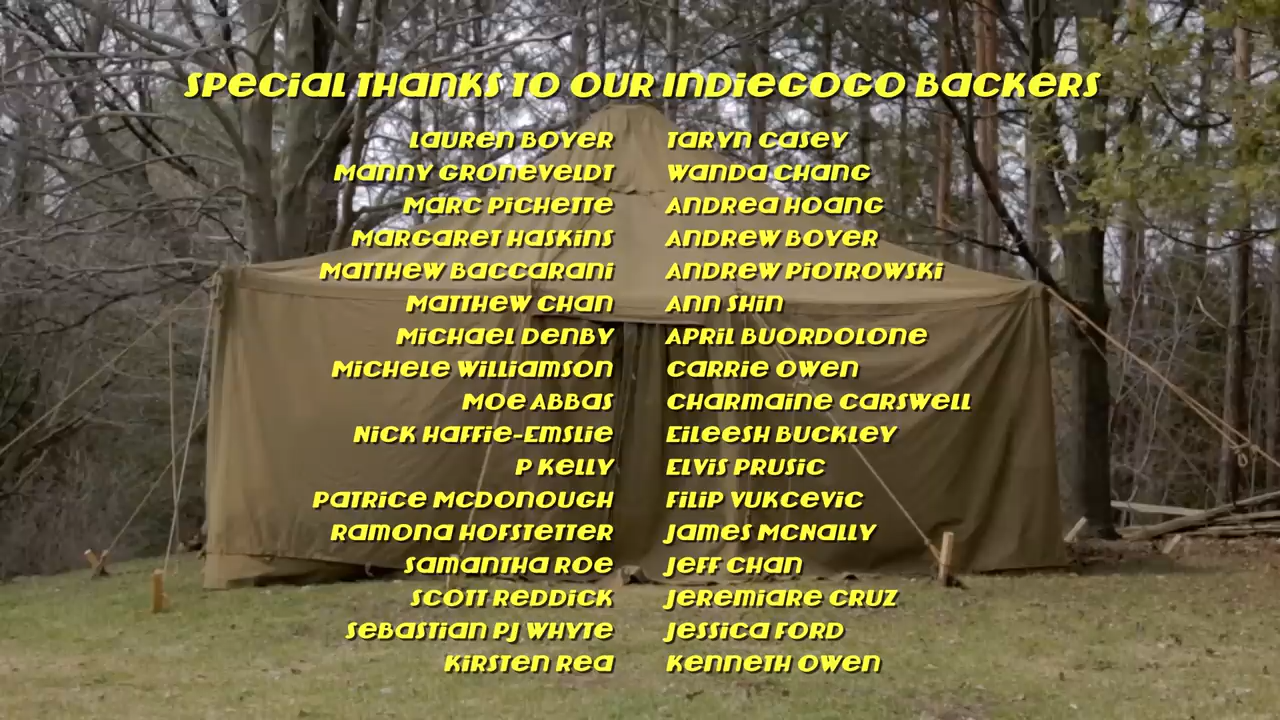 SPECIAL THANKS TO OUR INDIEGOGO BACKERS
LAUREN BOYER TARYN CASEY
MANNY GRONEVELDT WANDA CHANG
MARC PICHETTE ANDREA HOANG
MARGARET HASKINS ANDREW BOYER
MATTHEW BACCARANI ANDREW PIOTROWSKI
MATTHEW CHAN ANN SHIN
MICHAEL DENBY APRIL BUORDOLONE
MICHELE WILLIAMSON CARRIE OWEN
MOE ABBAS CHARMAINE CARSWELL
NICK HAFFIE-EMSLIE EILEESH BUCKLEY
P KELLY ELVIS PRUSIC
PATRICE MCDONOUGH FILIP VUKCEVIC
RAMONA HOFSTETTER JAMES MCNALLY
SAMANTHA ROE JEFF CHAN
SCOTT REDDICK JEREMIARE CRUZ
SEBASTIAN PJ WHYTE JESSICA FORD
KIRSTEN REA KENNETH OWEN